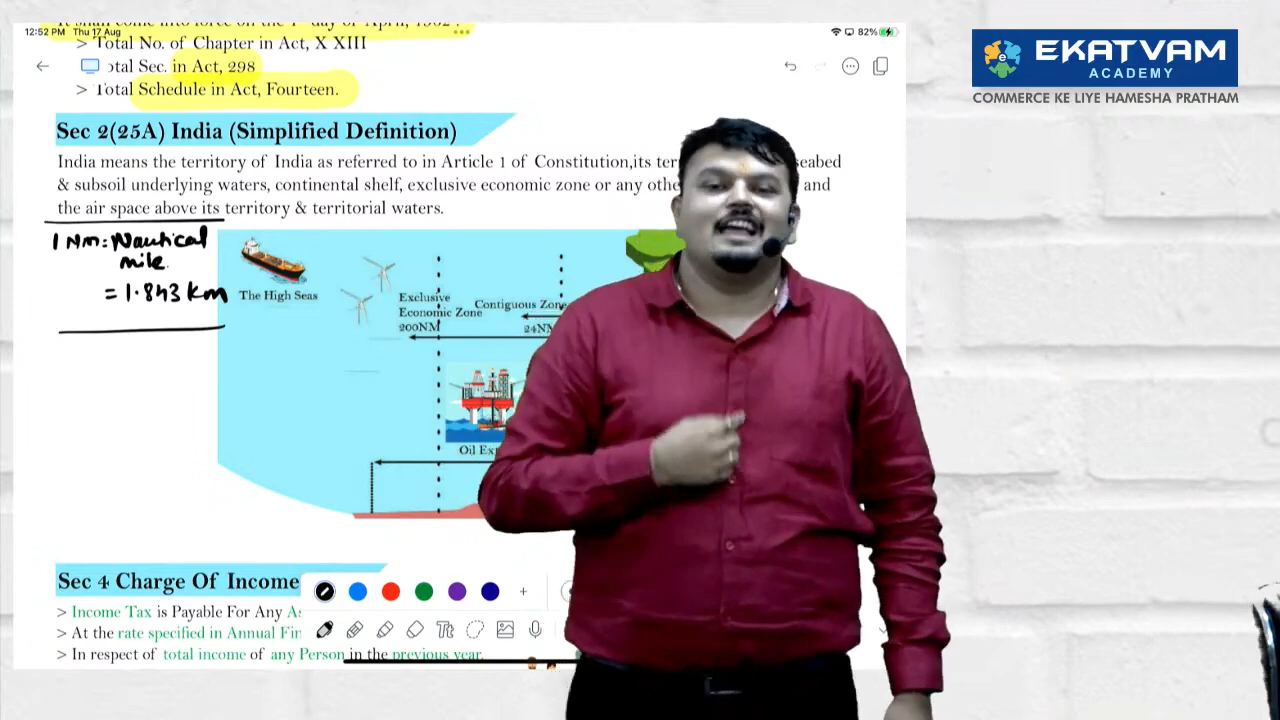 12:52 PM Thu 17 Aug
82%
> Total No. of Chapter in Act, X XIII
otal Sec. in Act, 298
> Total Schedule in Act, Fourteen.
EKATVAM
ACADEMY
COMMERCE KE LIYE HAMESHA PRATHAM
Sec 2(25A) India (Simplified Definition)
India means the territory of India as referred to in Article 1 of Constitution,its seabed
& subsoil underlying waters, continental shelf, exclusive economic zone or any and
the air space above its territory & territorial waters.
1 Nm: Nautical
mile.
= 1.843 km
The High Seas
Exclusive
Economic Zone
200NM
Contiguous Zone
24NM
Oil
Sec 4 Charge Of Income
> Income Tax is Payable For Any
> At the rate specified in Annual
> In respect of total income of any Person in the previous year.